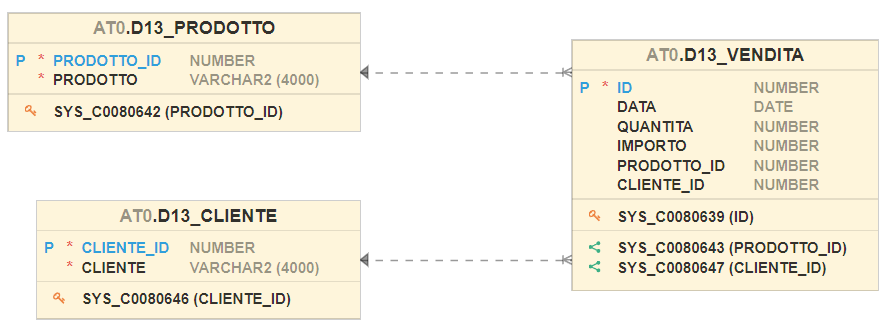 AT0.D13_PRODOTTO
P * PRODOTTO_ID NUMBER
* PRODOTTO VARCHAR2 (4000)
SYS_C0080642 (PRODOTTO_ID)
AT0.D13_CLIENTE
P * CLIENTE_ID NUMBER
* CLIENTE VARCHAR2 (4000)
SYS_C0080646 (CLIENTE_ID)
AT0.D13_VENDITA
P * ID NUMBER
DATA DATE
QUANTITA NUMBER
IMPORTO NUMBER
PRODOTTO_ID NUMBER
CLIENTE_ID NUMBER
SYS_C0080639 (ID)
SYS_C0080643 (PRODOTTO_ID)
SYS_C0080647 (CLIENTE_ID)